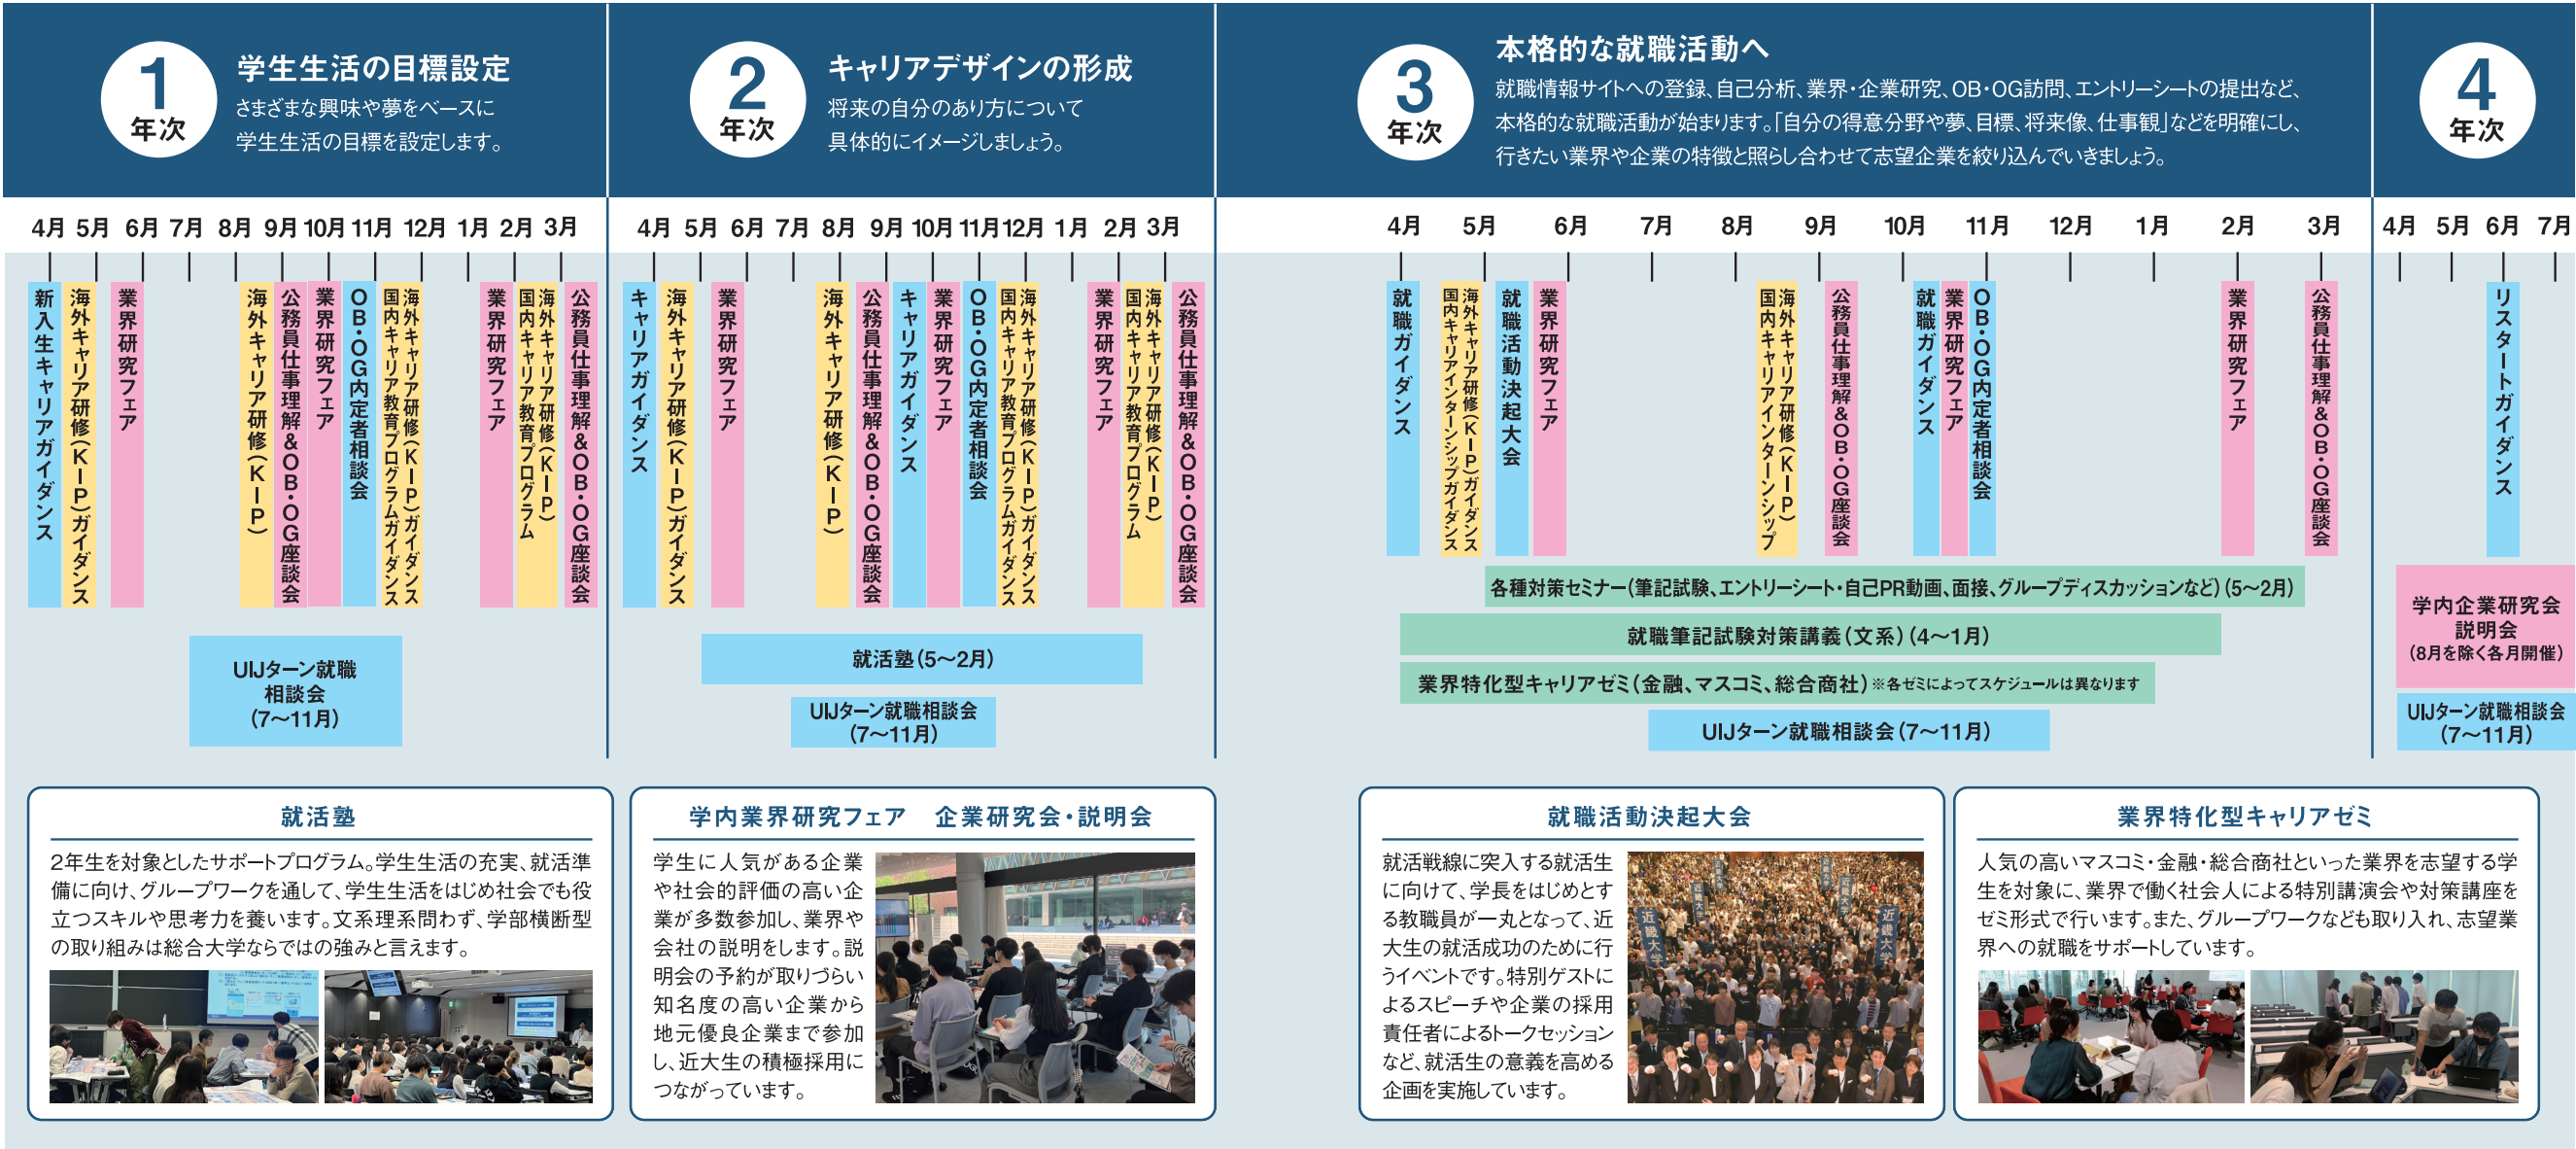 1
年次
学生生活の目標設定
さまざまな興味や夢をベースに
学生生活の目標を設定します。
2
年次
キャリアデザインの形成
将来の自分のあり方について
具体的にイメージしましょう。
3
年次
本格的な就職活動へ
就職情報サイトへの登録、自己分析、業界・企業研究、OB・OG訪問、エントリーシートの提出など、
本格的な就職活動が始まります。「自分の得意分野や夢、目標、将来像、仕事観」などを明確にし、
行きたい業界や企業の特徴と照らし合わせて志望企業を絞り込んでいきましょう。
4
年次
4月 5月 6月 7月 8月 9月 10月 11月 12月 1月 2月 3月
新入生キャリアガイダンス
海外キャリア研修(KIP)ガイダンス
業界研究フェア
海外キャリア研修(KIP)
公務員仕事理解&OB・OG座談会
業界研究フェア
OB・OG内定者相談会
海外キャリア研修(KIP)ガイダンス
国内キャリア教育プログラムガイダンス
業界研究フェア
海外キャリア研修(KIP)
国内キャリア教育プログラム
公務員仕事理解&OB・OG座談会
UIJターン就職
相談会
(7〜11月)
4月 5月 6月 7月 8月 9月 10月 11月 12月 1月 2月 3月
キャリアガイダンス
海外キャリア研修(KIP)ガイダンス
業界研究フェア
海外キャリア研修(KIP)
公務員仕事理解&OB・OG座談会
キャリアガイダンス
業界研究フェア
OB・OG内定者相談会
海外キャリア研修(KIP)ガイダンス
国内キャリア教育プログラムガイダンス
業界研究フェア
海外キャリア研修(KIP)
国内キャリア教育プログラム
公務員仕事理解&OB・OG座談会
就活塾(5〜2月)
UIJターン就職相談会
(7〜11月)
4月 5月 6月 7月 8月 9月 10月 11月 12月 1月 2月 3月
就職ガイダンス
海外キャリア研修(KIP)ガイダンス
国内キャリアインターンシップガイダンス
就職活動決起大会
業界研究フェア
海外キャリア研修(KIP)
国内キャリアインターンシップ
公務員仕事理解&OB・OG座談会
就職ガイダンス
業界研究フェア
OB・OG内定者相談会
業界研究フェア
公務員仕事理解&OB・OG座談会
各種対策セミナー(筆記試験、エントリーシート・自己PR動画、面接、グループディスカッションなど)(5〜2月)
就職筆記試験対策講義(文系)(4〜1月)
業界特化型キャリアゼミ(金融、マスコミ、総合商社)※各ゼミによってスケジュールは異なります
UIJターン就職相談会(7〜11月)
4月 5月 6月 7月
リスタートガイダンス
学内企業研究会
説明会
(8月を除く各月開催)
UIJターン就職相談会
(7〜11月)
就活塾
2年生を対象としたサポートプログラム。学生生活の充実、就活準
備に向け、グループワークを通して、学生生活をはじめ社会でも役
立つスキルや思考力を養います。文系理系問わず、学部横断型
の取り組みは総合大学ならではの強みと言えます。
学内業界研究フェア 企業研究会・説明会
学生に人気がある企業
や社会的評価の高い企
業が多数参加し、業界や
会社の説明をします。説
明会の予約が取りづらい
知名度の高い企業から
地元優良企業まで参加
し、近大生の積極採用に
つながっています。
就職活動決起大会
就活戦線に突入する就活生
に向けて、学長をはじめとす
る教職員が一丸となって、近
大生の就活成功のために行
うイベントです。特別ゲストに
よるスピーチや企業の採用
責任者によるトークセッション
など、就活生の意義を高める
企画を実施しています。
近畿大学
近畿大学
業界特化型キャリアゼミ
人気の高いマスコミ・金融・総合商社といった業界を志望する学
生を対象に、業界で働く社会人による特別講演会や対策講座を
ゼミ形式で行います。また、グループワークなども取り入れ、志望業
界への就職をサポートしています。